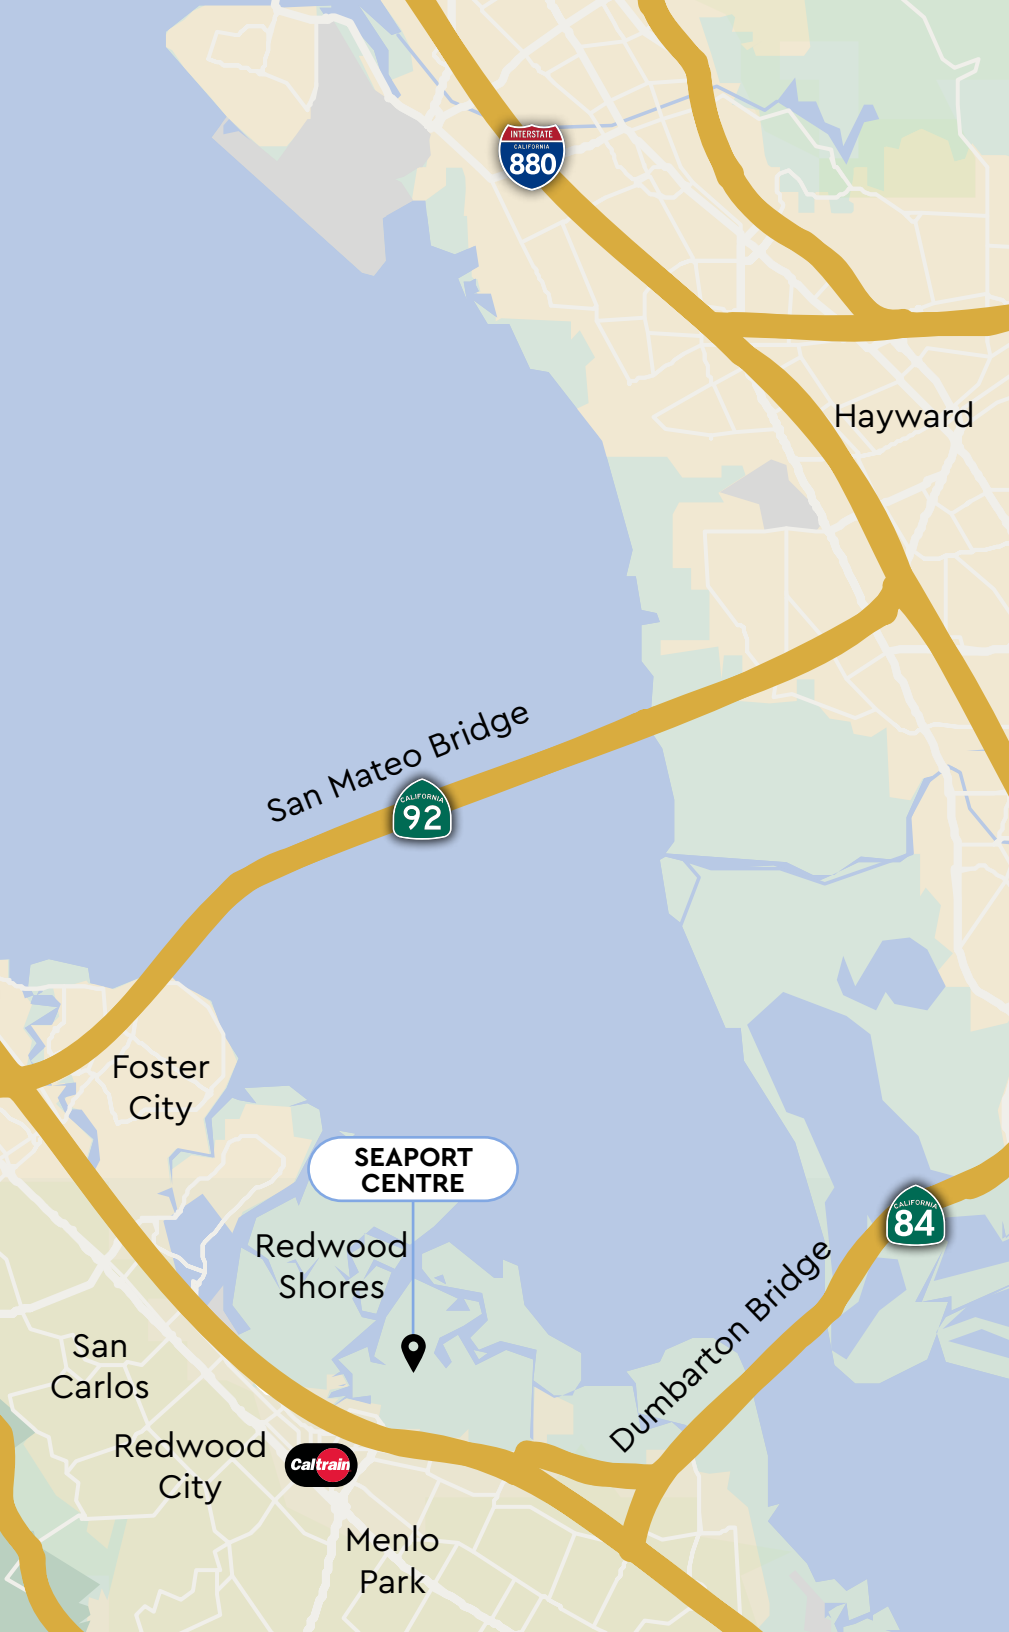 INTERSTATE
CALIFORNIA
880
Hayward
San Mateo Bridge
CALIFORNIA
92
Foster
City
SEAPORT
CENTRE
CALIFORNIA
84
Redwood
Shores
Dumbarton Bridge
San
Carlos
Redwood
City
Caltrain
Menlo
Park